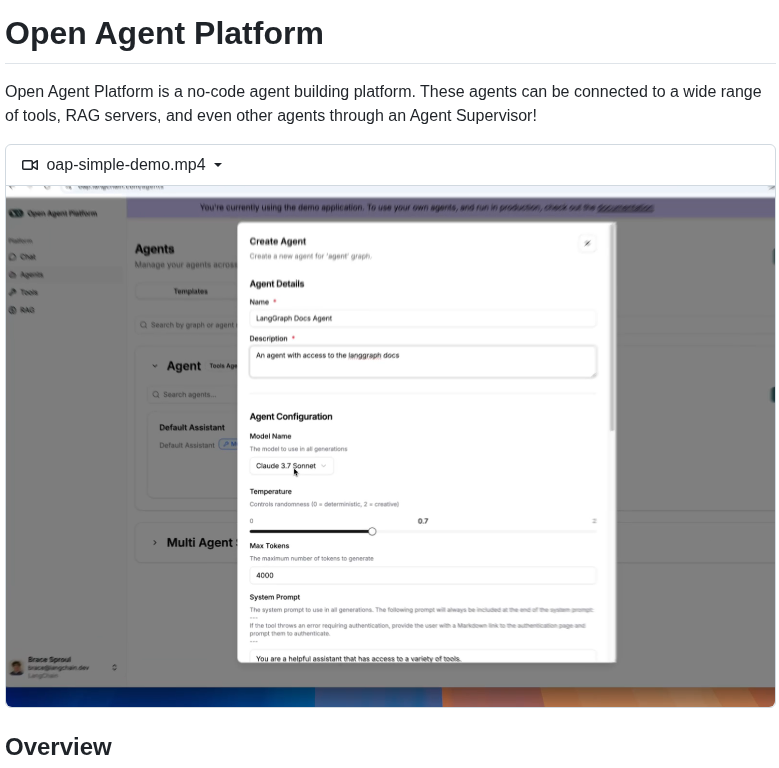 Open Agent Platform
Open Agent Platform is a no-code agent building platform. These agents can be connected to a wide range
of tools, RAG servers, and even other agents through an Agent Supervisor!
oap-simple-demo.mp4
oap.langchain.com/agents
You're currently using the demo application. To use your own agents, and run in production, check out the documentation
Open Agent Platform
Platform
Chat
Agents
Tools
RAG
Agents
Manage your agents across
Templates
Search by graph or agent
Agent
Tools Age
Search agents...
Default Assistant
Default Assistant
Multi Agent S
Brace Sproul
brace@langchain.dev
LangChain
Create Agent
Create a new agent for 'agent' graph.
Agent Details
Name *
LangGraph Docs Agent
Description *
An agent with access to the langgraph docs
Agent Configuration
Model Name
The model to use in all generations
Claude 3.7 Sonnet
Temperature
Controls randomness (0 = deterministic, 2 = creative)
0 0.7 2
Max Tokens
The maximum number of tokens to generate
4000
System Prompt
The system prompt to use in all generations. The following prompt will always be included at the end of the system prompt:
---
If the tool throws an error requiring authentication, provide the user with a Markdown link to the authentication page and
prompt them to authenticate.
---
You are a helpful assistant that has access to a variety of tools.
Overview